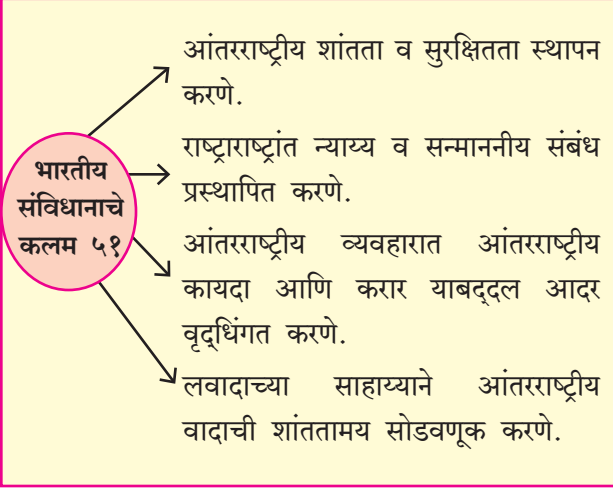 भारतीय
संविधानाचे
कलम ५१
आंतरराष्ट्रीय शांतता व सुरक्षितता स्थापन
करणे.
राष्ट्राराष्ट्रांत न्याय्य व सन्माननीय संबंध
प्रस्थापित करणे.
आंतरराष्ट्रीय व्यवहारात आंतरराष्ट्रीय
कायदा आणि करार याबद्‌दल आदर
वृद्‌धिंगत करणे.
लवादाच्या साहाय्याने आंतरराष्ट्रीय
वादाची शांततामय सोडवणूक करणे.